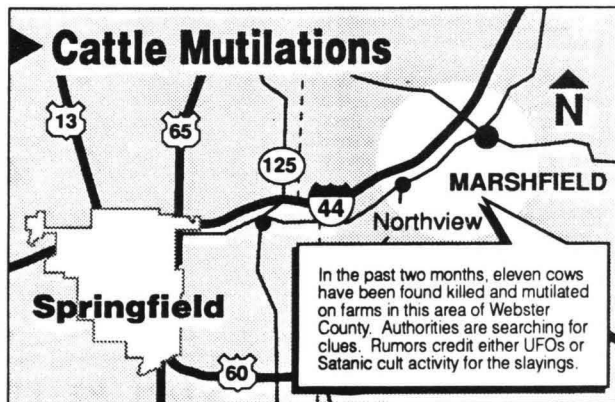 Cattle Mutilations
13
65
125
N
44
MARSHFIELD
Northview
Springfield
In the past two months, eleven cows
have been found killed and mutilated
on farms in this area of Webster
County. Authorities are searching for
clues. Rumors credit either UFOs or
Satanic cult activity for the slayings.
60